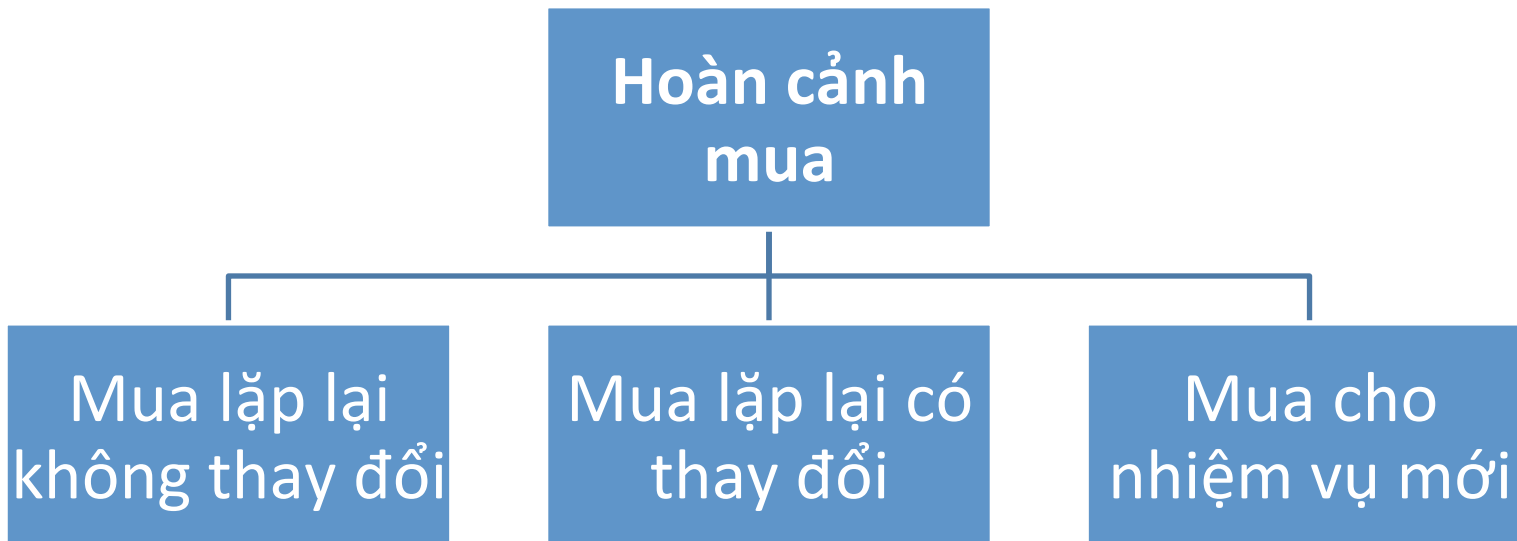 Hoàn cảnh
mua
Mua lặp lại
không thay đổi
Mua lặp lại có
thay đổi
Mua cho
nhiệm vụ mới